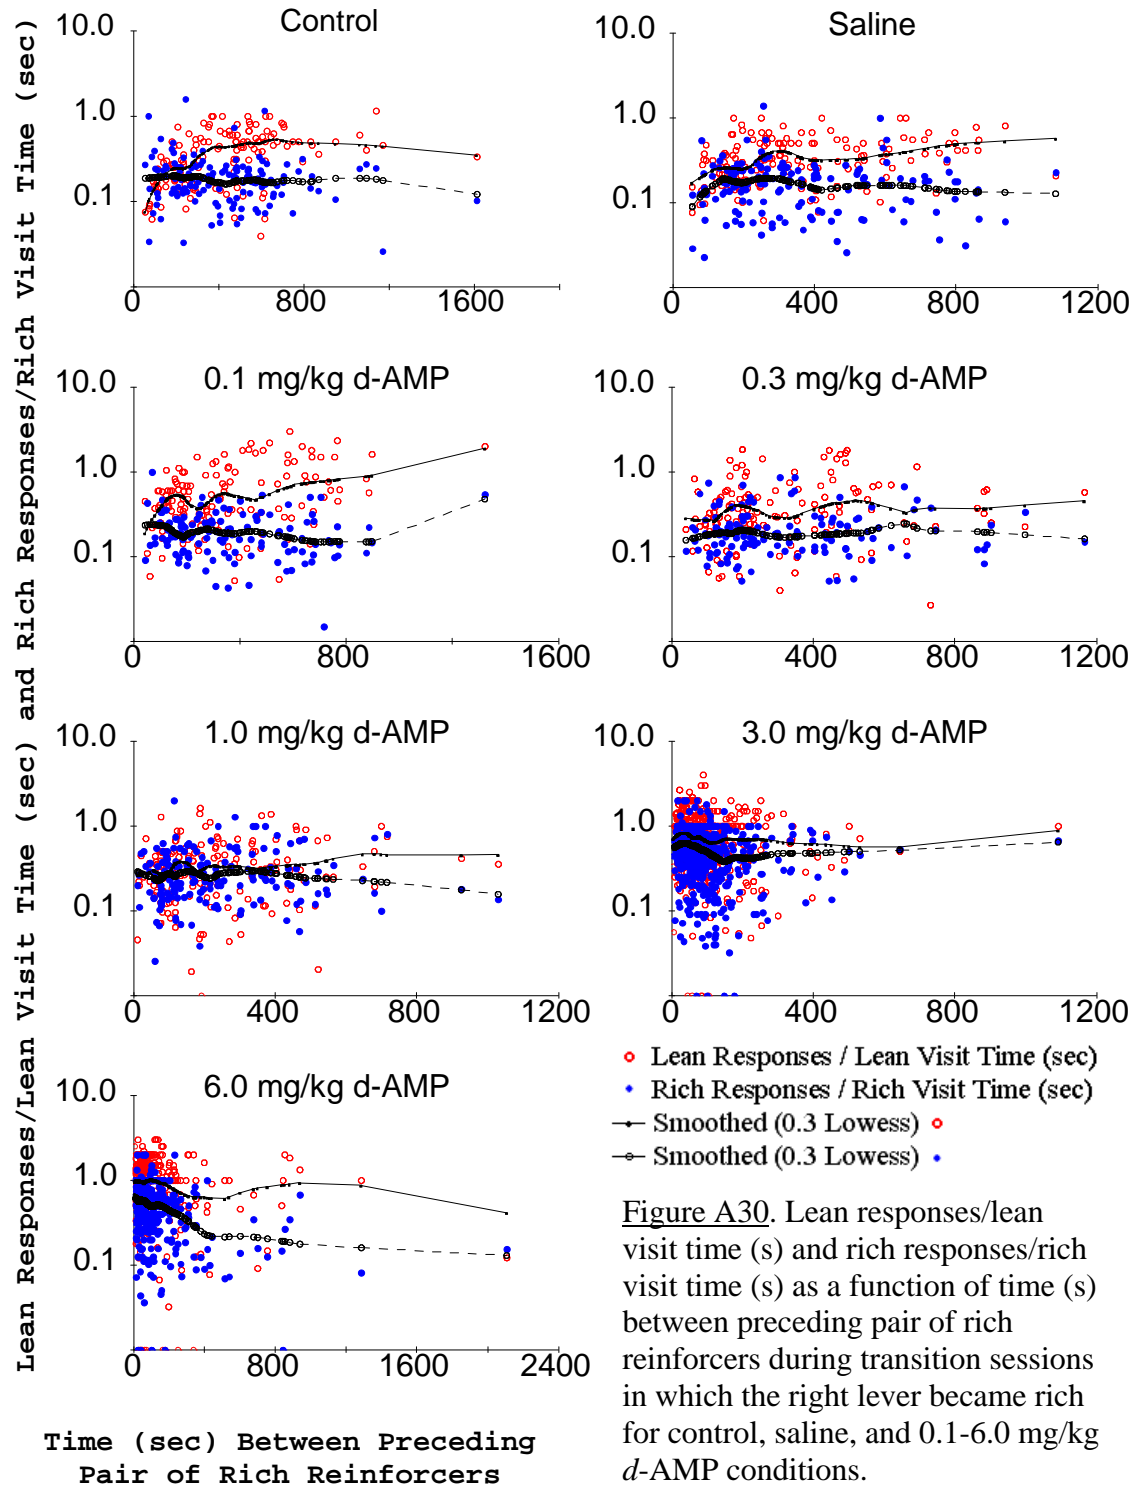 Lean Responses/Lean Visit Time (sec) and Rich Responses/Rich Visit Time (sec)
Control
10.0
1.0
0.1
0 800 1600
Saline
10.0
1.0
0.1
0 400 800 1200
0.1 mg/kg d-AMP
10.0
1.0
0.1
0 800 1600
0.3 mg/kg d-AMP
10.0
1.0
0.1
0 400 800 1200
1.0 mg/kg d-AMP
10.0
1.0
0.1
0 400 800 1200
3.0 mg/kg d-AMP
10.0
1.0
0.1
0 400 800 1200
6.0 mg/kg d-AMP
10.0
1.0
0.1
0 800 1600 2400
Time (sec) Between Preceding
Pair of Rich Reinforcers
Lean Responses / Lean Visit Time (sec)
Rich Responses / Rich Visit Time (sec)
Smoothed (0.3 Lowess)
Smoothed (0.3 Lowess)
Figure A30. Lean responses/lean
visit time (s) and rich responses/rich
visit time (s) as a function of time (s)
between preceding pair of rich
reinforcers during transition sessions
in which the right lever became rich
for control, saline, and 0.1-6.0 mg/kg
d-AMP conditions.